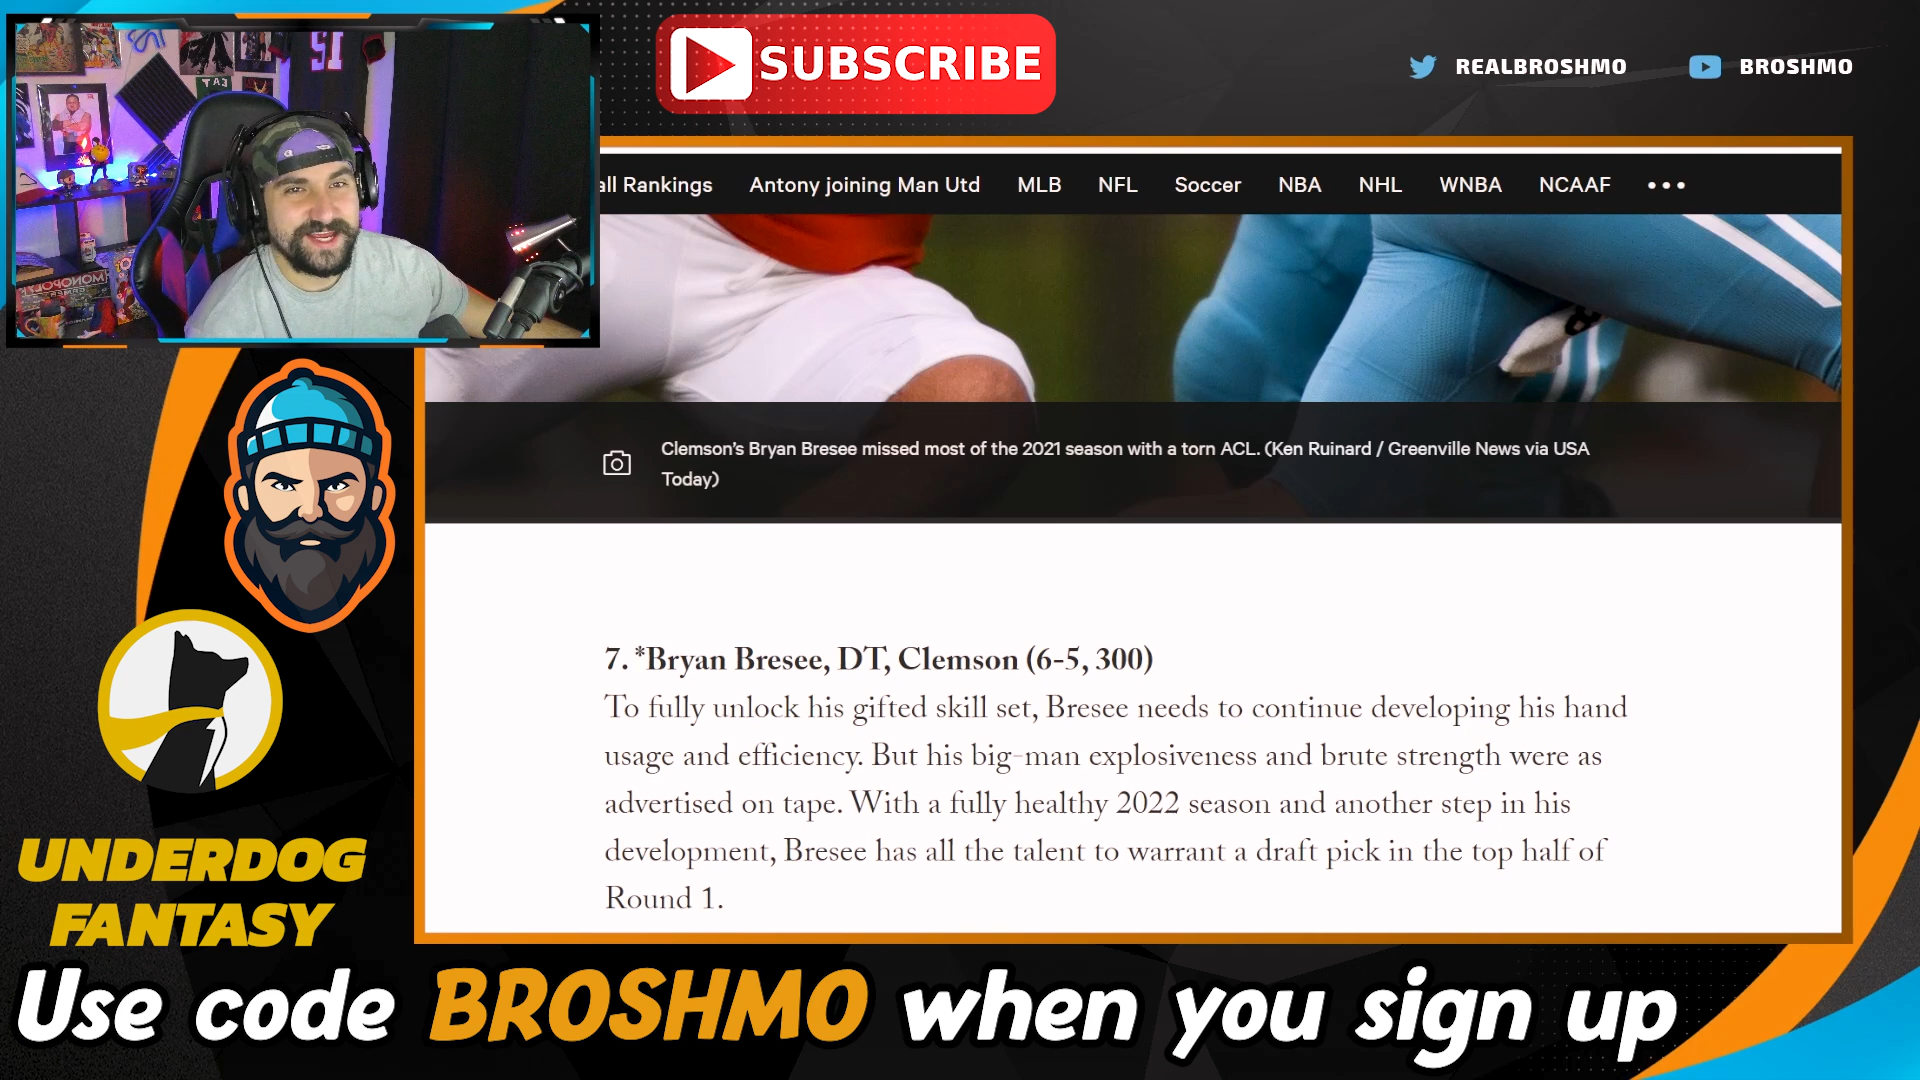 SUBSCRIBE
REALBROSHMO
BROSHMO
all Rankings Antony joining Man Utd MLB NFL Soccer NBA NHL WNBA NCAAF •••
Clemson's Bryan Bresee missed most of the 2021 season with a torn ACL. (Ken Ruinard / Greenville News via USA
Today)
7. *Bryan Bresee, DT, Clemson (6-5, 300)
To fully unlock his gifted skill set, Bresee needs to continue developing his hand
usage and efficiency. But his big-man explosiveness and brute strength were as
advertised on tape. With a fully healthy 2022 season and another step in his
development, Bresee has all the talent to warrant a draft pick in the top half of
Round 1.
UNDERDOG
FANTASY
Use code BROSHMO when you sign up